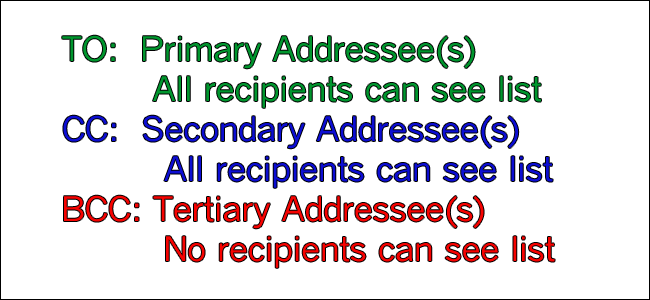 TO: Primary Addressee(s)
All recipients can see list
CC: Secondary Addressee(s)
All recipients can see list
BCC: Tertiary Addressee(s)
No recipients can see list